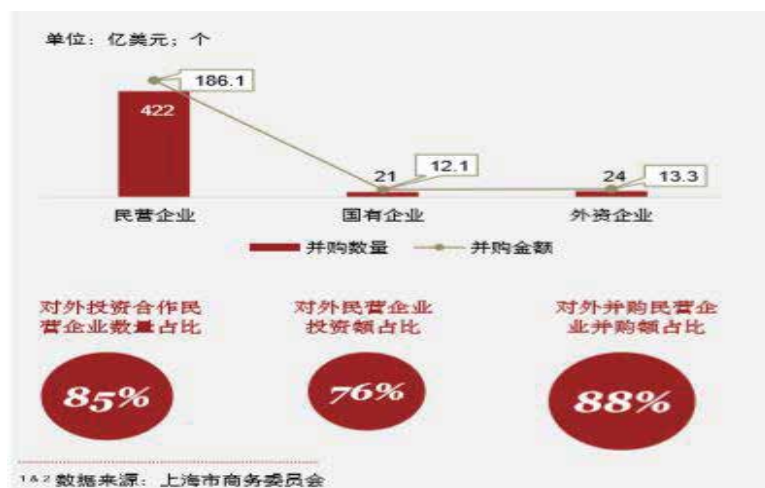 单位：亿美元；个
186.1
422
21
12.1
24
13.3
民营企业
国有企业
外资企业
并购数量
并购金额
对外投资合作民
营企业数量占比
对外民营企业
投资额占比
对外并购民营企
业并购额占比
85%
76%
88%
1&2 数据来源：上海市商务委员会